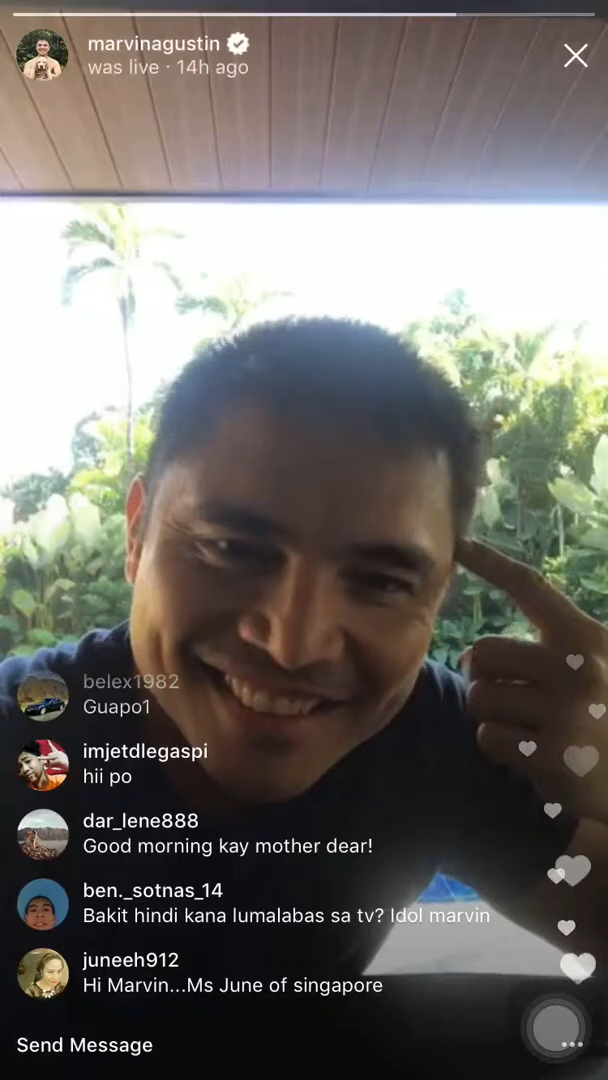 marvinagustin
was live · 14h ago
belex1982
Guapo1
imjetdlegaspi
hii po
dar_lene888
Good morning kay mother dear!
ben._sotnas_14
Bakit hindi kana lumalabas sa tv? Idol marvin
juneeh912
Hi Marvin...Ms June of singapore
Send Message